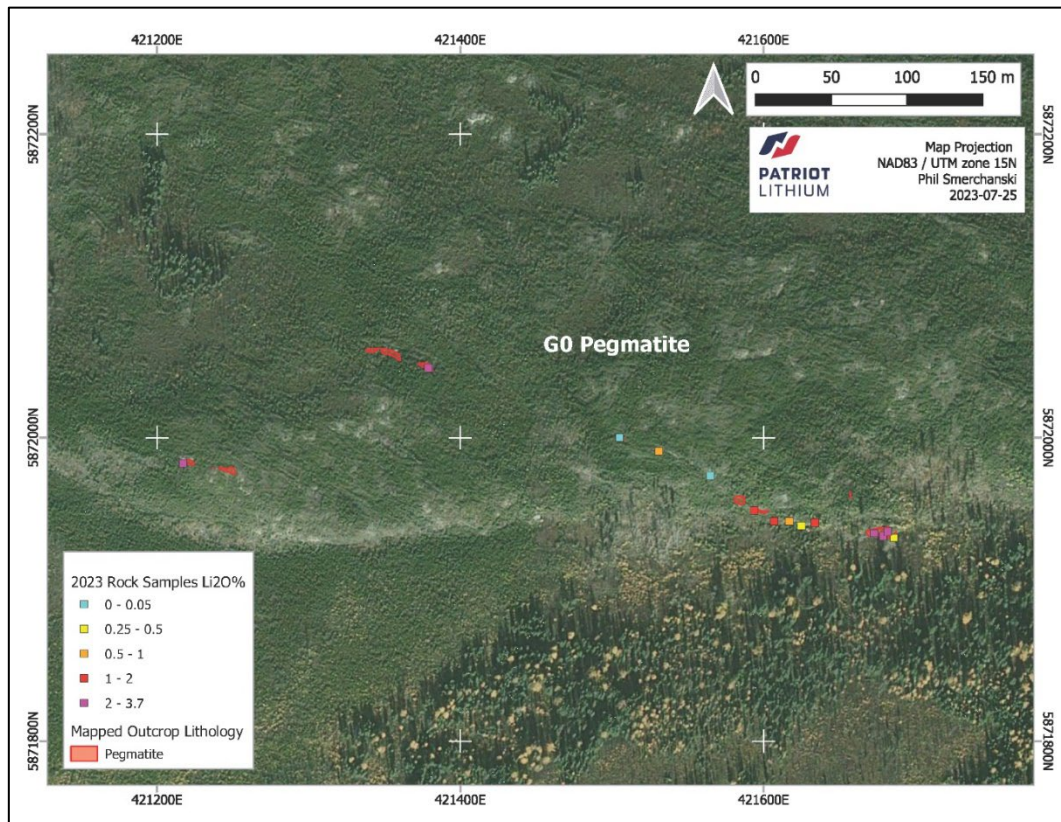 421200E 421400E 421600E
0 50 100 150 m
5872200N 5872200N
PATRIOT
LITHIUM
Map Projection
NAD83 / UTM zone 15N
Phil Smerchanski
2023-07-25
G0 Pegmatite
5872000N 5872000N
2023 Rock Samples Li2O%
0 - 0.05
0.25 - 0.5
0.5 - 1
1 - 2
2 - 3.7
Mapped Outcrop Lithology
Pegmatite
5871800N 5871800N
421200E 421400E 421600E